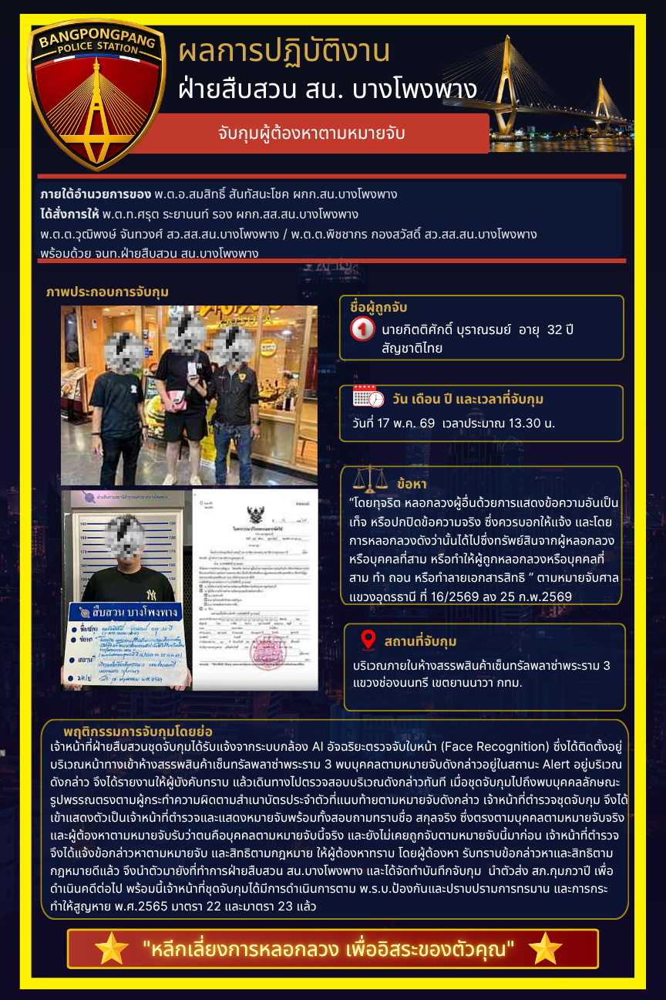 BANGPONGPANG
POLICE STATION
ผลการปฏิบัติงาน
ฝ่ายสืบสวน สน. บางโพงพาง
จับกุมผู้ต้องหาตามหมายจับ
ภายใต้อำนวยการของ พ.ต.อ.สมสิทธิ์ สันทัสนะโชค ผกก.สน.บางโพงพาง
ได้สั่งการให้ พ.ต.ท.ศรุต ระยานนท์ รอง ผกก.สส.สน.บางโพงพาง
พ.ต.ต.วุฒิพงษ์ จันทวงศ์ สว.สส.สน.บางโพงพาง / พ.ต.ต.พิชชากร กองสวัสดิ์ สว.สส.สน.บางโพงพาง
พร้อมด้วย จนท.ฝ่ายสืบสวน สน.บางโพงพาง
ภาพประกอบการจับกุม
ชื่อผู้ถูกจับ
1 นายกิตติศักดิ์ บุราณรมย์ อายุ 32 ปี
สัญชาติไทย
วัน เดือน ปี และเวลาที่จับกุม
วันที่ 17 พ.ค. 69 เวลาประมาณ 13.30 น.
ข้อหา
“โดยทุจริต หลอกลวงผู้อื่นด้วยการแสดงข้อความอันเป็น
เท็จ หรือปกปิดข้อความจริง ซึ่งควรบอกให้แจ้ง และโดย
การหลอกลวงดังว่านั้นได้ไปซึ่งทรัพย์สินจากผู้หลอกลวง
หรือบุคคลที่สาม หรือทำให้ผู้ถูกหลอกลวงหรือบุคคลที่
สาม ทำ ถอน หรือทำลายเอกสารสิทธิ ” ตามหมายจับศาล
แขวงอุดรธานี ที่ 16/2569 ลง 25 ก.พ.2569
สืบสวน บางโพงพาง
สถานที่จับกุม
บริเวณภายในห้างสรรพสินค้าเซ็นทรัลพลาซ่าพระราม 3
แขวงช่องนนทรี เขตยานนาวา กทม.
พฤติกรรมการจับกุมโดยย่อ
เจ้าหน้าที่ฝ่ายสืบสวนชุดจับกุมได้รับแจ้งจากระบบกล้อง AI อัจฉริยะตรวจจับใบหน้า (Face Recognition) ซึ่งได้ติดตั้งอยู่
บริเวณหน้าทางเข้าห้างสรรพสินค้าเซ็นทรัลพลาซ่าพระราม 3 พบบุคคลตามหมายจับดังกล่าวอยู่ในสถานะ Alert อยู่บริเวณ
ดังกล่าว จึงได้รายงานให้ผู้บังคับทราบ แล้วเดินทางไปตรวจสอบบริเวณดังกล่าวทันที เมื่อชุดจับกุมไปถึงพบบุคคลลักษณะ
รูปพรรณตรงตามผู้กระทำความผิดตามสำเนาบัตรประจำตัวที่แนบท้ายตามหมายจับดังกล่าว เจ้าหน้าที่ตำรวจชุดจับกุม จึงได้
เข้าแสดงตัวเป็นเจ้าหน้าที่ตำรวจและแสดงหมายจับพร้อมทั้งสอบถามทราบชื่อ สกุลจริง ซึ่งตรงตามบุคคลตามหมายจับจริง
และผู้ต้องหาตามหมายจับรับว่าตนคือบุคคลตามหมายจับนี้จริง และยังไม่เคยถูกจับตามหมายจับนี้มาก่อน เจ้าหน้าที่ตำรวจ
จึงได้แจ้งข้อกล่าวหาตามหมายจับ และสิทธิตามกฎหมาย ให้ผู้ต้องหาทราบ โดยผู้ต้องหา รับทราบข้อกล่าวหาและสิทธิตาม
กฎหมายดีแล้ว จึงนำตัวมายังที่ทำการฝ่ายสืบสวน สน.บางโพงพาง และได้จัดทำบันทึกจับกุม นำตัวส่ง สภ.กุมภวาปี เพื่อ
ดำเนินคดีต่อไป พร้อมนี้เจ้าหน้าที่ชุดจับกุมได้มีการดำเนินการตาม พ.ร.บ.ป้องกันและปราบปรามการทรมาน และการกระ
ทำให้สูญหาย พ.ศ.2565 มาตรา 22 และมาตรา 23 แล้ว
"หลีกเลี่ยงการหลอกลวง เพื่ออิสระของตัวคุณ"